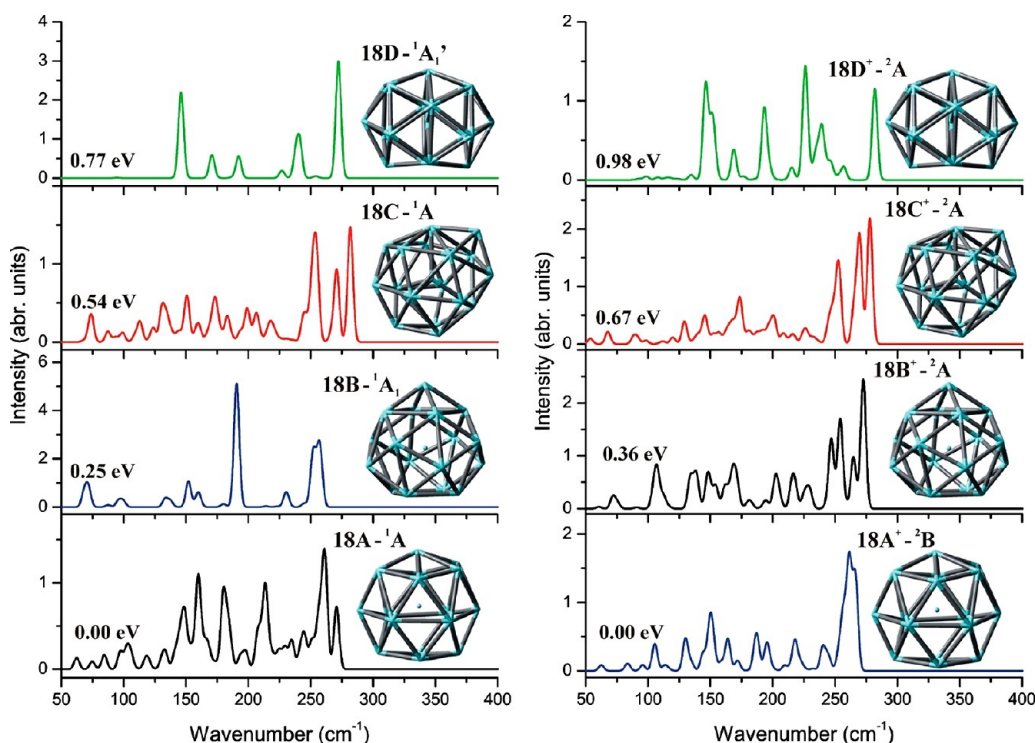 18D - ¹A₁’
0.77 eV
4
3
2
1
0
18C - ¹A
0.54 eV
1
0
18B - ¹A₁
0.25 eV
6
4
2
0
18A - ¹A
0.00 eV
1
0
50 100 150 200 250 300 350 400
Wavenumber (cm⁻¹)
Intensity (abr. units)
18D⁺ - ²A
0.98 eV
2
1
0
18C⁺ - ²A
0.67 eV
2
1
0
18B⁺ - ²A
0.36 eV
2
1
0
18A⁺ - ²B
0.00 eV
2
1
0
50 100 150 200 250 300 350 400
Wavenumber (cm⁻¹)
Intensity (abr. units)